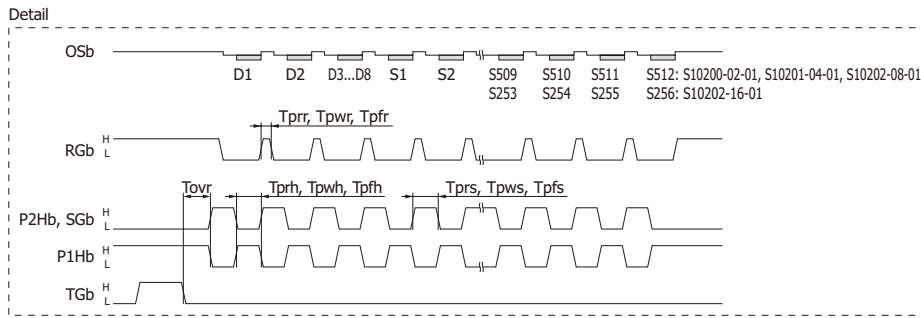 Detail
OSb
D1 D2 D3...D8 S1 S2 S509 S510 S511 S512: S10200-02-01, S10201-04-01, S10202-08-01
S253 S254 S255 S256: S10202-16-01
Tprr, Tpwr, Tpfr
RGb H
L
Tovr Tprh, Tpwh, Tpfh Tprs, Tpws, Tpfs
P2Hb, SGb H
L
P1Hb H
L
TGb H
L